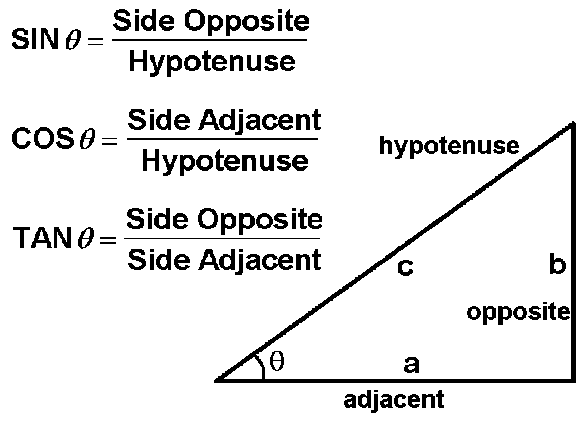 SIN θ = Side Opposite
Hypotenuse
COS θ = Side Adjacent
Hypotenuse
TAN θ = Side Opposite
Side Adjacent
hypotenuse
c
b
opposite
θ
a
adjacent